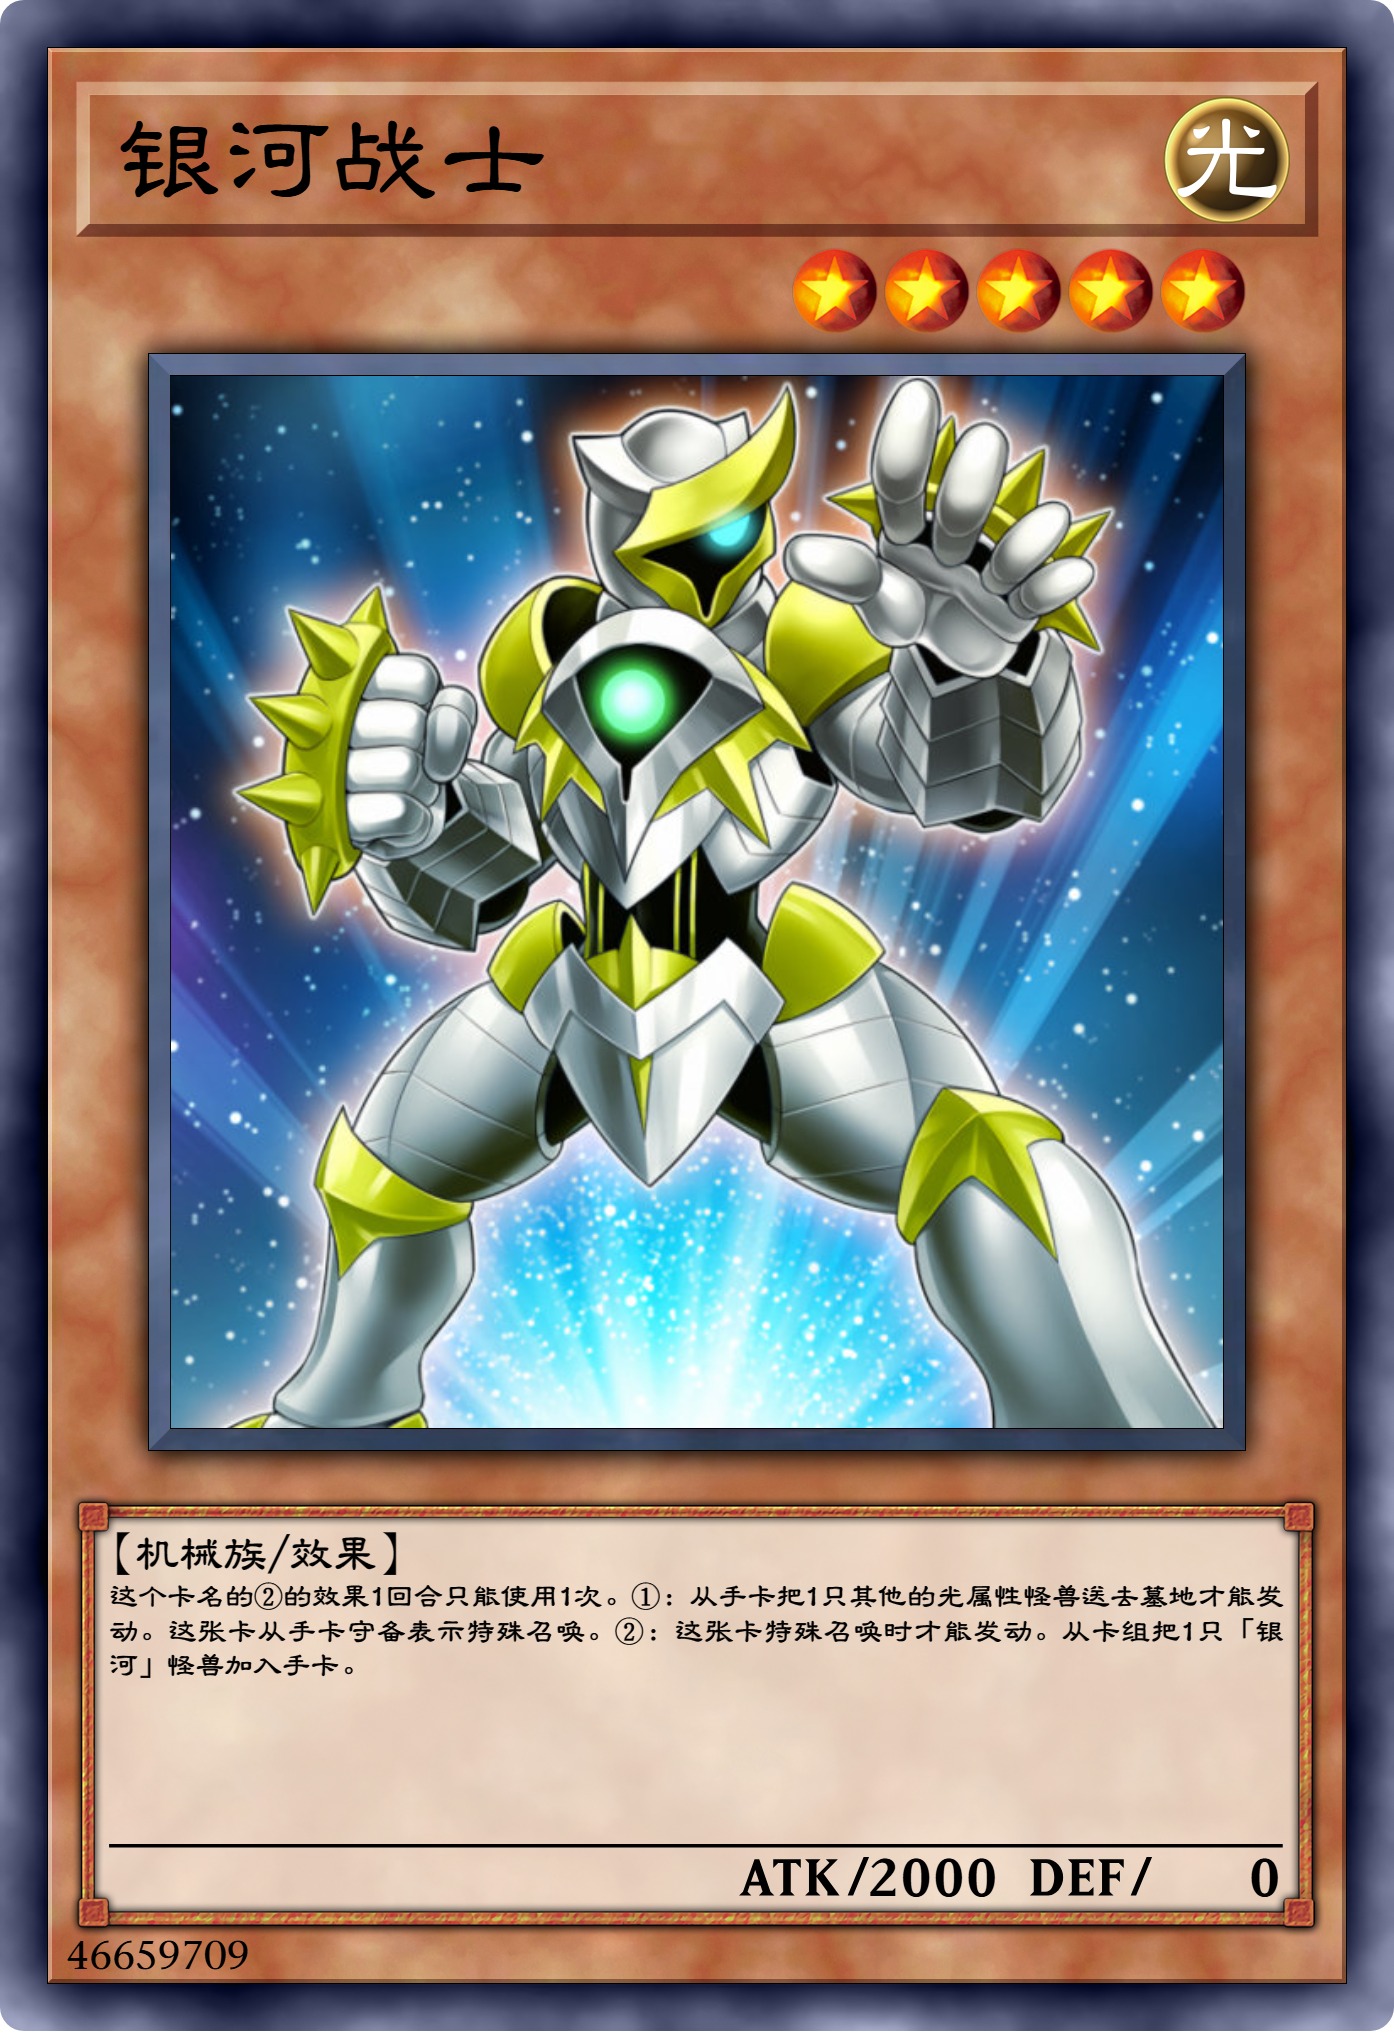 银河战士
光
【机械族/效果】
这个卡名的②的效果1回合只能使用1次。①：从手卡把1只其他的光属性怪兽送去墓地才能发
动。这张卡从手卡守备表示特殊召唤。②：这张卡特殊召唤时才能发动。从卡组把1只「银
河」怪兽加入手卡。
ATK/2000 DEF/ 0
46659709